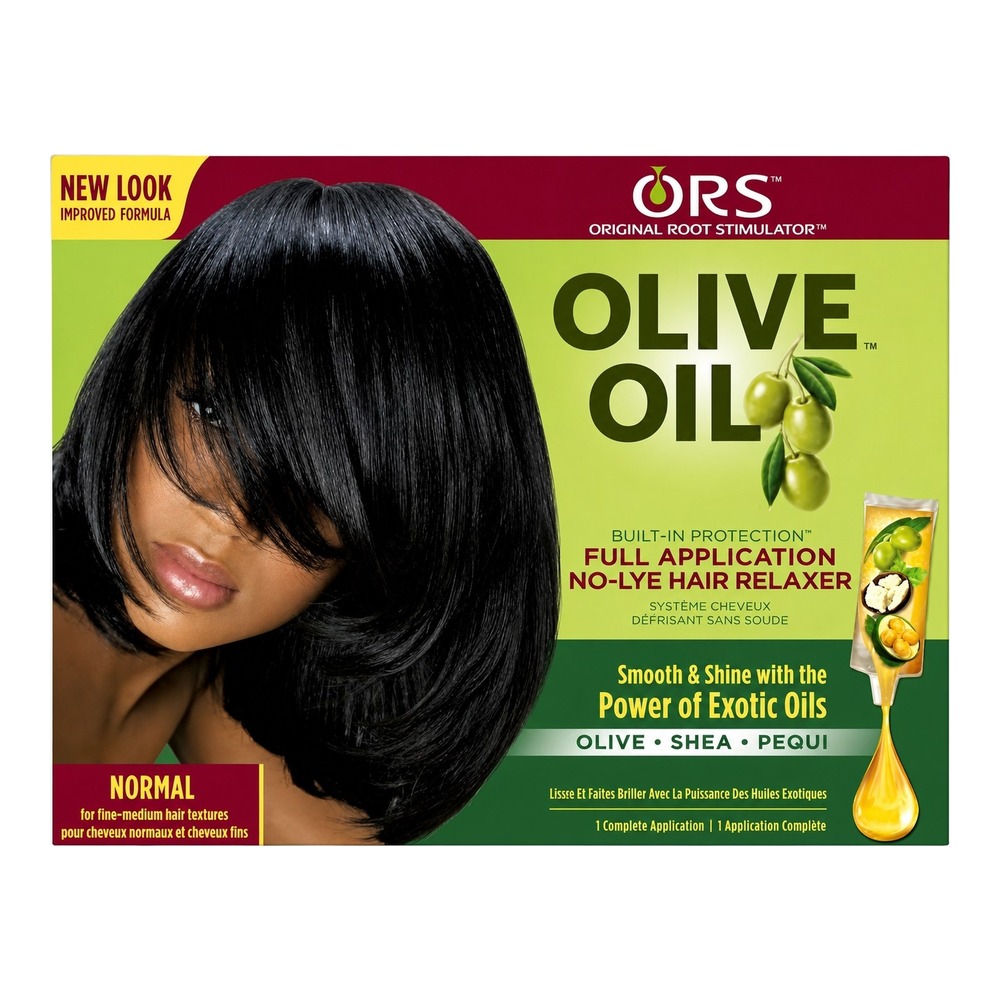 NEW LOOK
IMPROVED FORMULA
ORS™
ORIGINAL ROOT STIMULATOR™
OLIVE
OIL™
BUILT-IN PROTECTION™
FULL APPLICATION
NO-LYE HAIR RELAXER
SYSTÈME CHEVEUX
DÉFRISANT SANS SOUDE
Smooth & Shine with the
Power of Exotic Oils
OLIVE • SHEA • PEQUI
Lissse Et Faites Briller Avec La Puissance Des Huiles Exotiques
1 Complete Application | 1 Application Complète
NORMAL
for fine-medium hair textures
pour cheveux normaux et cheveux fins